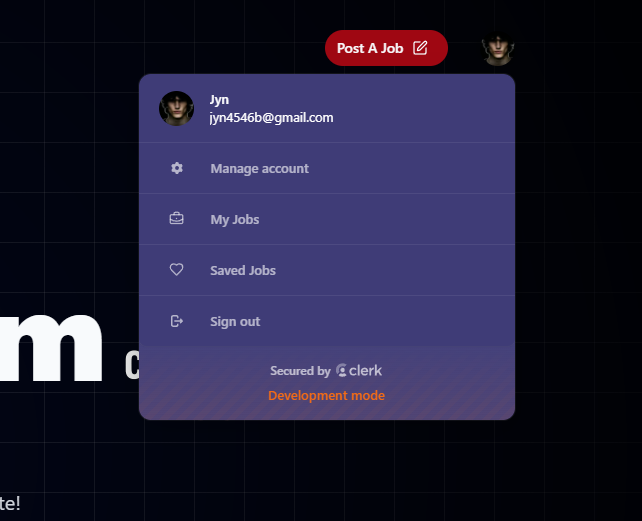 Post A Job
Jyn
jyn4546b@gmail.com
Manage account
My Jobs
Saved Jobs
m C
Sign out
Secured by clerk
Development mode
te!